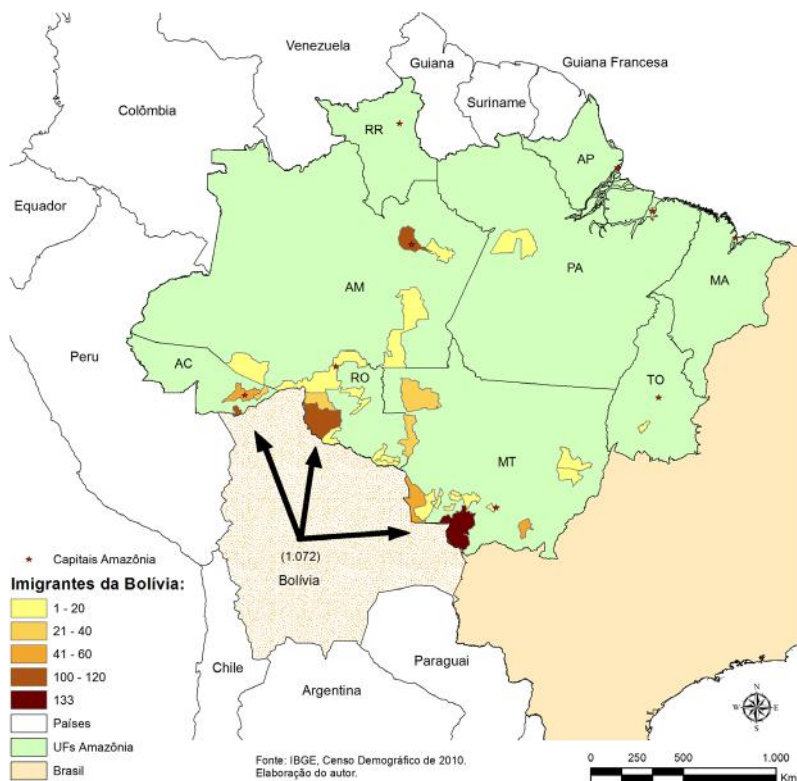 Venezuela
Guiana
Guiana Francesa
Suriname
Colômbia
RR
AP
Equador
AM
PA
MA
Peru
AC
RO
TO
MT
(1.072)
Bolívia
Capitais Amazônia
Imigrantes da Bolívia:
1 - 20
21 - 40
41 - 60
100 - 120
133
Países
UFs Amazônia
Brasil
Chile
Argentina
Paraguai
Fonte: IBGE, Censo Demográfico de 2010.
Elaboração do autor.
N
W E
S
0 250 500 1.000
Km